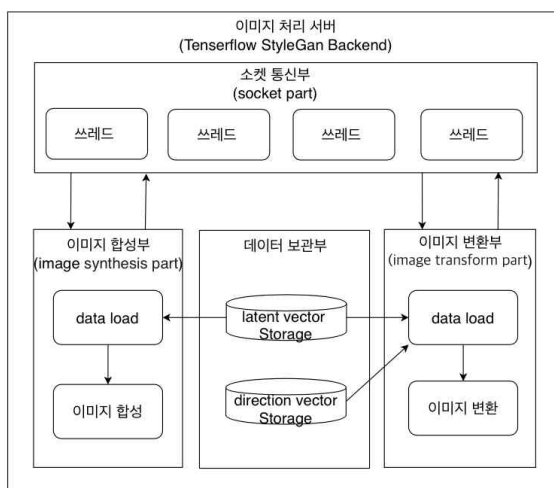 이미지 처리 서버
(Tenserflow StyleGan Backend)
소켓 통신부
(socket part)
쓰레드
쓰레드
쓰레드
쓰레드
이미지 합성부
(image synthesis part)
data load
이미지 합성
데이터 보관부
latent vector
Storage
direction vector
Storage
이미지 변환부
(image transform part)
data load
이미지 변환